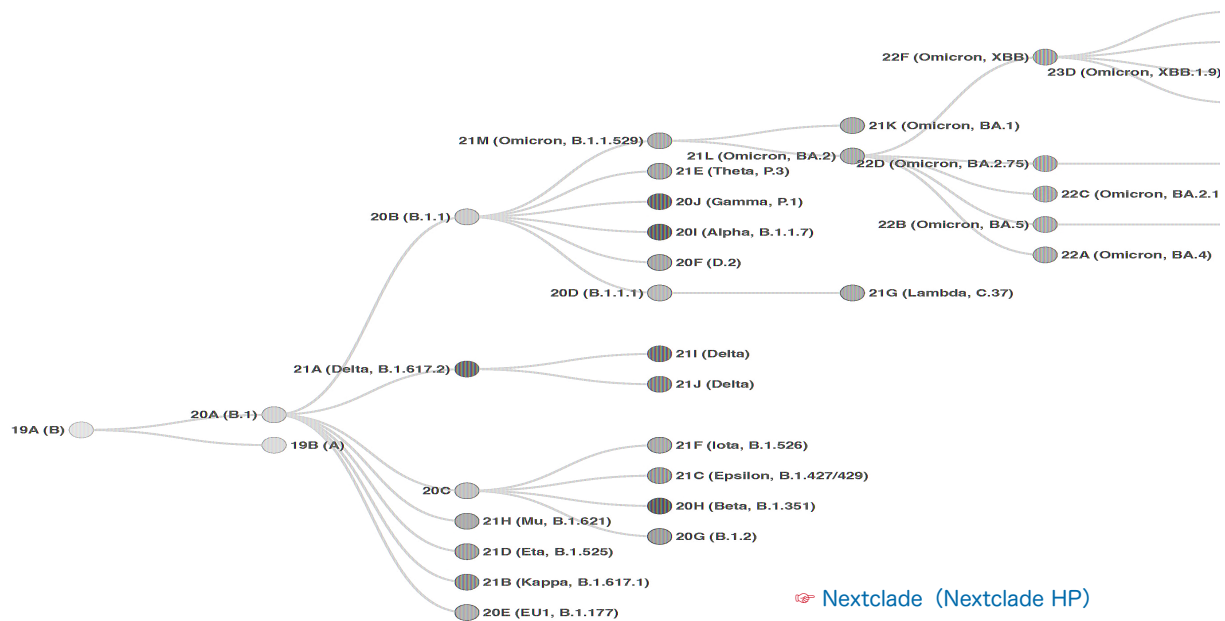 22F (Omicron, XBB)
23D (Omicron, XBB.1.9)
21K (Omicron, BA.1)
21M (Omicron, B.1.1.529)
21L (Omicron, BA.2)
22D (Omicron, BA.2.75)
21E (Theta, P.3)
22C (Omicron, BA.2.1
20J (Gamma, P.1)
20B (B.1.1)
22B (Omicron, BA.5)
20I (Alpha, B.1.1.7)
22A (Omicron, BA.4)
20F (D.2)
20D (B.1.1.1)
21G (Lambda, C.37)
21I (Delta)
21A (Delta, B.1.617.2)
21J (Delta)
20A (B.1)
19A (B)
19B (A)
21F (Iota, B.1.526)
21C (Epsilon, B.1.427/429)
20C
20H (Beta, B.1.351)
21H (Mu, B.1.621)
20G (B.1.2)
21D (Eta, B.1.525)
21B (Kappa, B.1.617.1)
20E (EU1, B.1.177)
☞ Nextclade（Nextclade HP）